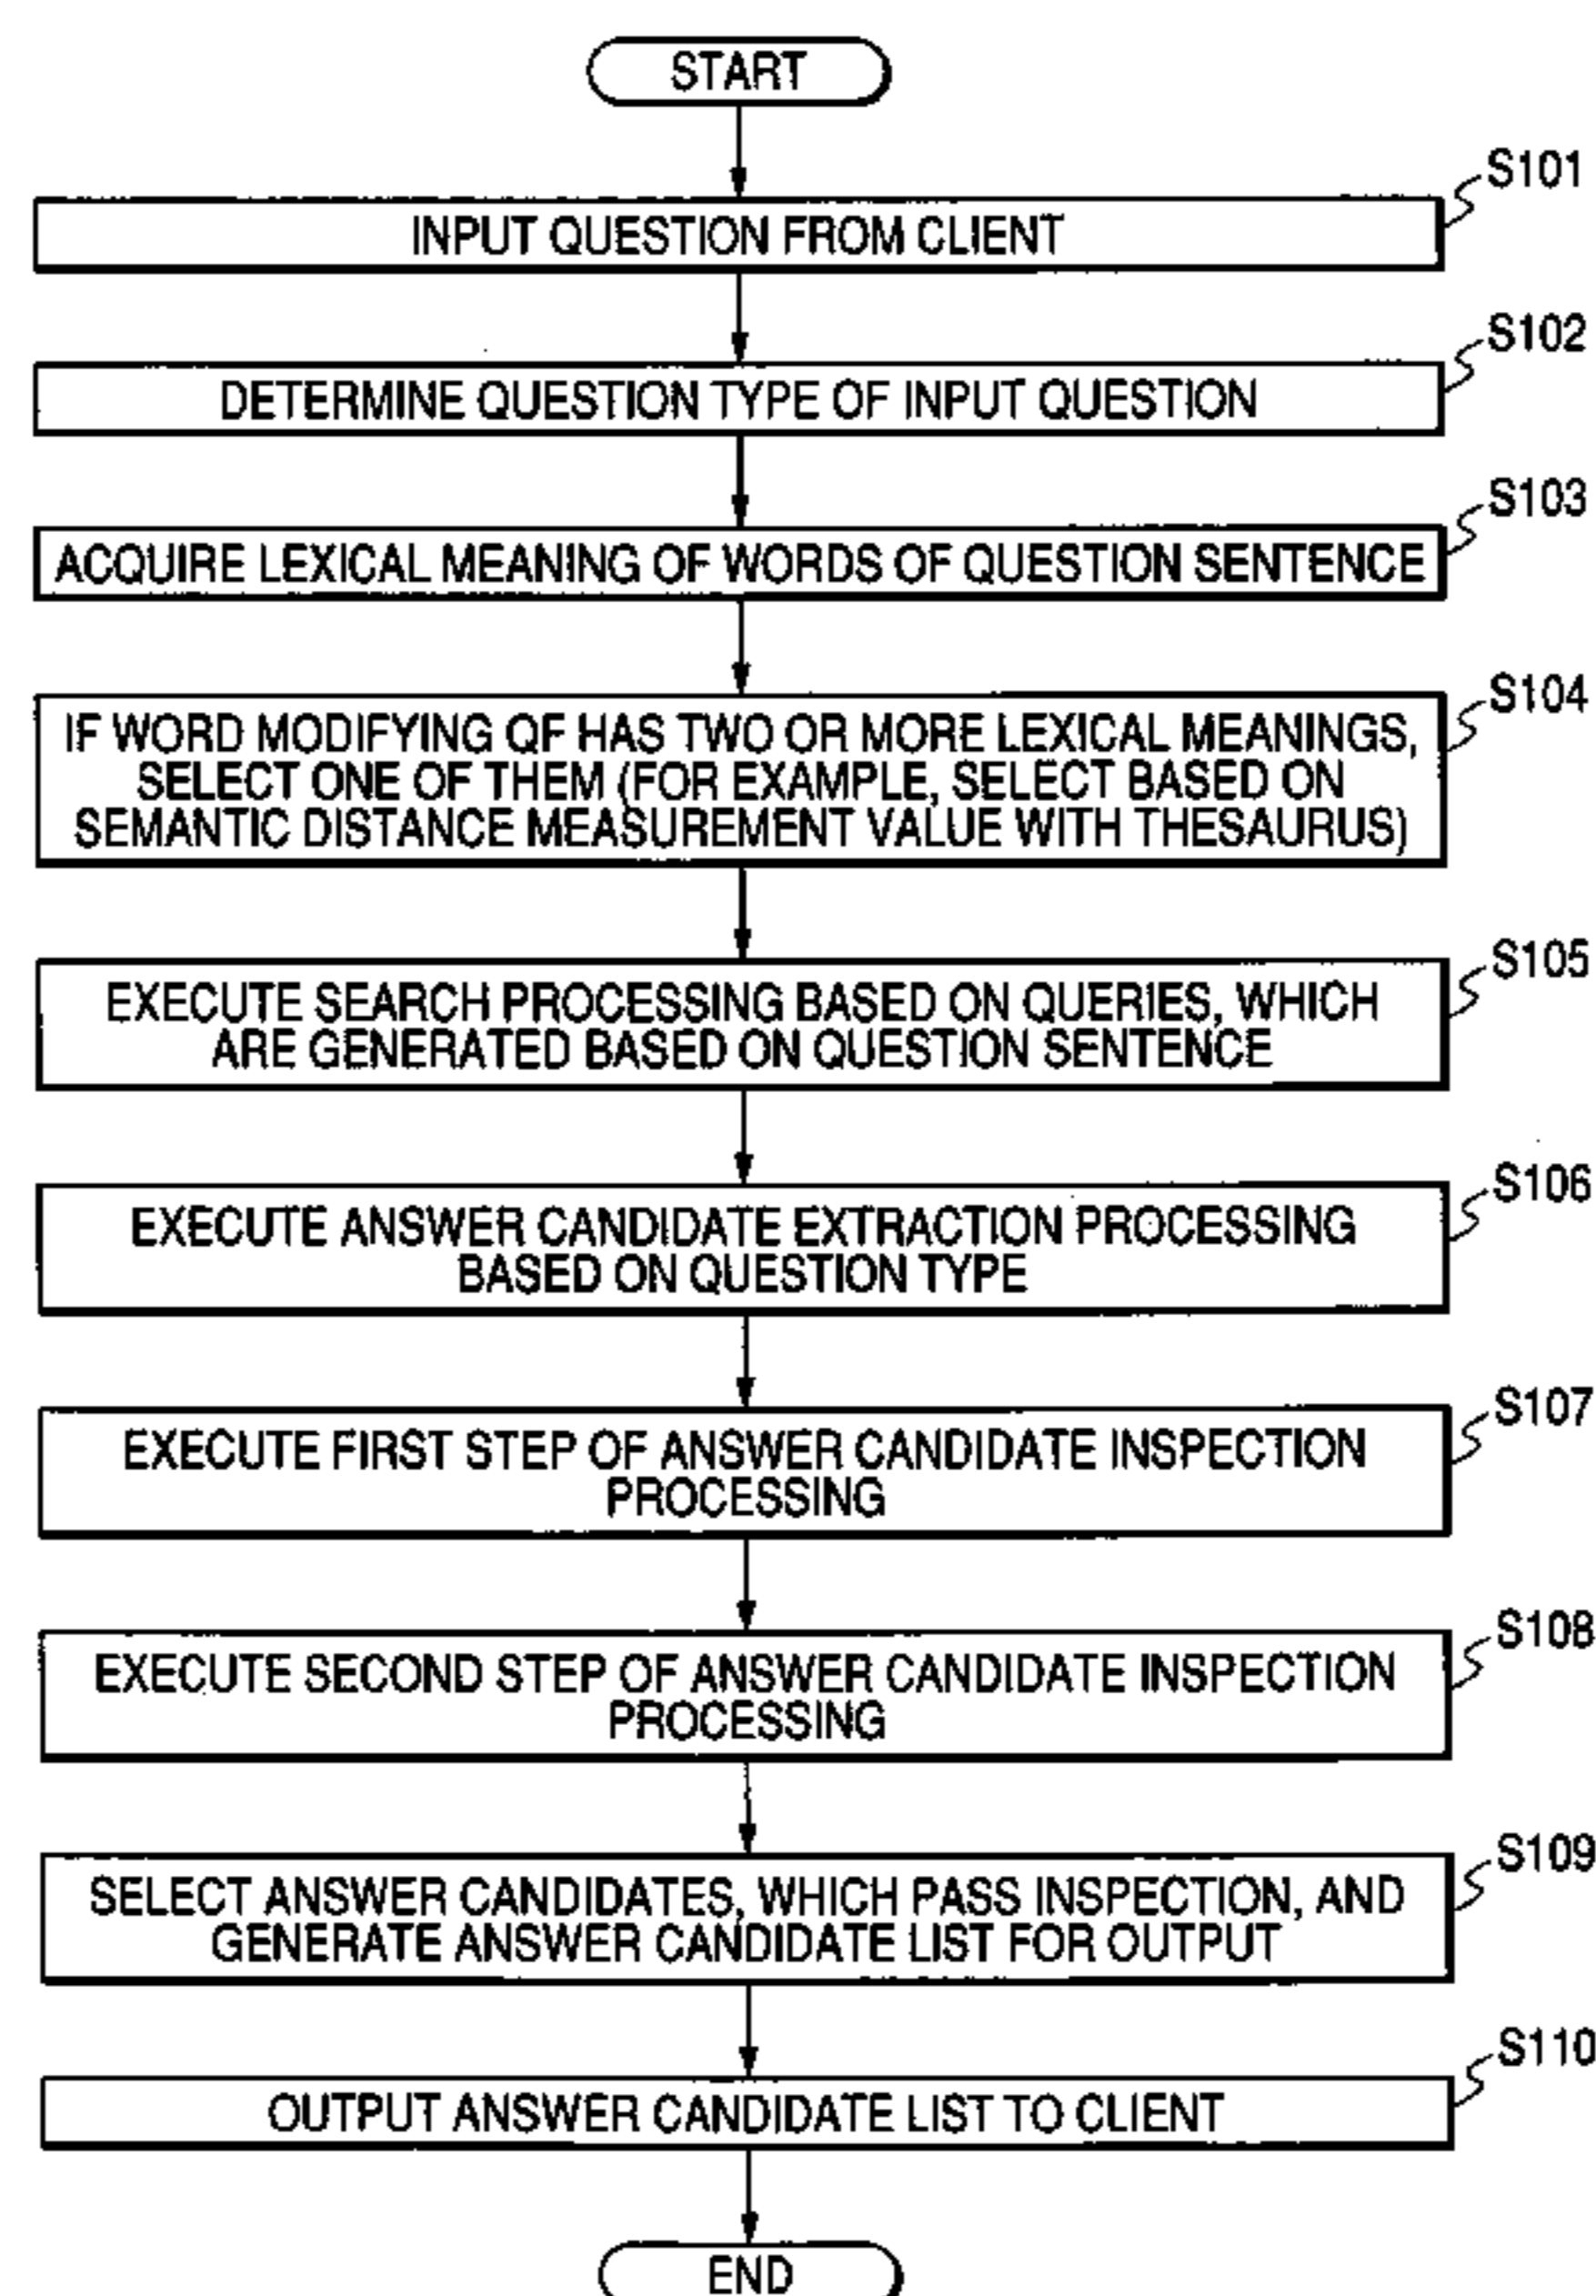 START
S101
INPUT QUESTION FROM CLIENT
S102
DETERMINE QUESTION TYPE OF INPUT QUESTION
S103
ACQUIRE LEXICAL MEANING OF WORDS OF QUESTION SENTENCE
S104
IF WORD MODIFYING QF HAS TWO OR MORE LEXICAL MEANINGS,
SELECT ONE OF THEM (FOR EXAMPLE, SELECT BASED ON
SEMANTIC DISTANCE MEASUREMENT VALUE WITH THESAURUS)
S105
EXECUTE SEARCH PROCESSING BASED ON QUERIES, WHICH
ARE GENERATED BASED ON QUESTION SENTENCE
S106
EXECUTE ANSWER CANDIDATE EXTRACTION PROCESSING
BASED ON QUESTION TYPE
S107
EXECUTE FIRST STEP OF ANSWER CANDIDATE INSPECTION
PROCESSING
S108
EXECUTE SECOND STEP OF ANSWER CANDIDATE INSPECTION
PROCESSING
S109
SELECT ANSWER CANDIDATES, WHICH PASS INSPECTION, AND
GENERATE ANSWER CANDIDATE LIST FOR OUTPUT
S110
OUTPUT ANSWER CANDIDATE LIST TO CLIENT
END